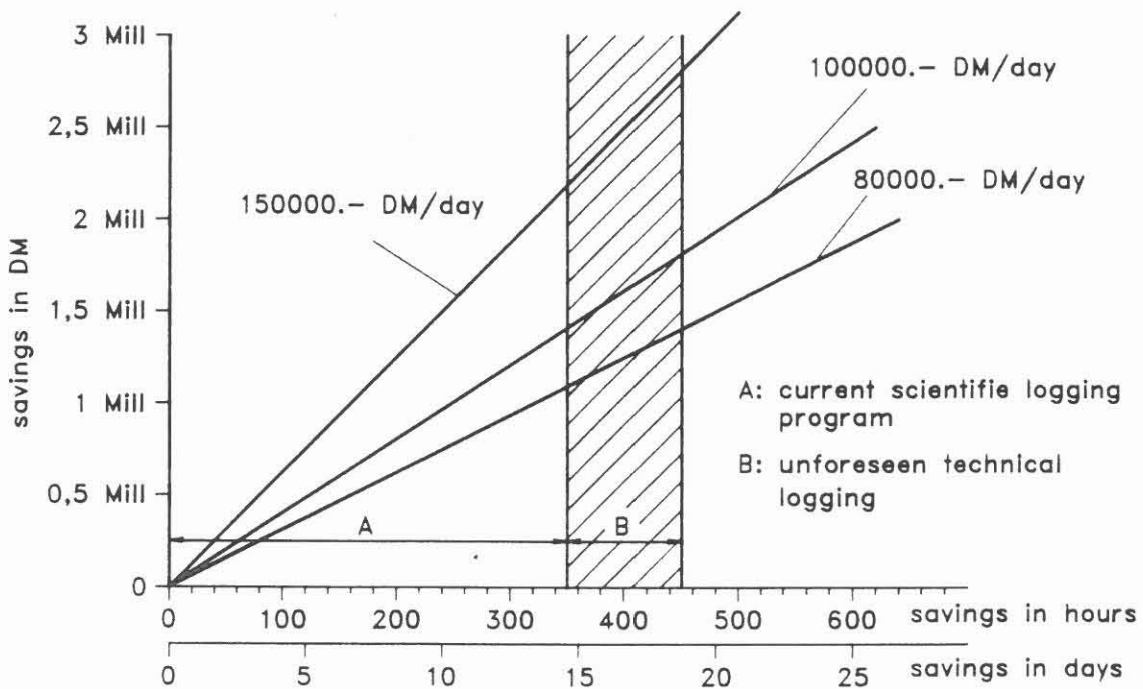 3 Mill
2,5 Mill
2 Mill
1,5 Mill
1 Mill
0,5 Mill
0
savings in DM
150000.- DM/day
100000.- DM/day
80000.- DM/day
A: current scientifie logging
program
B: unforeseen technical
logging
A
B
0 100 200 300 400 500 600 savings in hours
0 5 10 15 20 25 savings in days